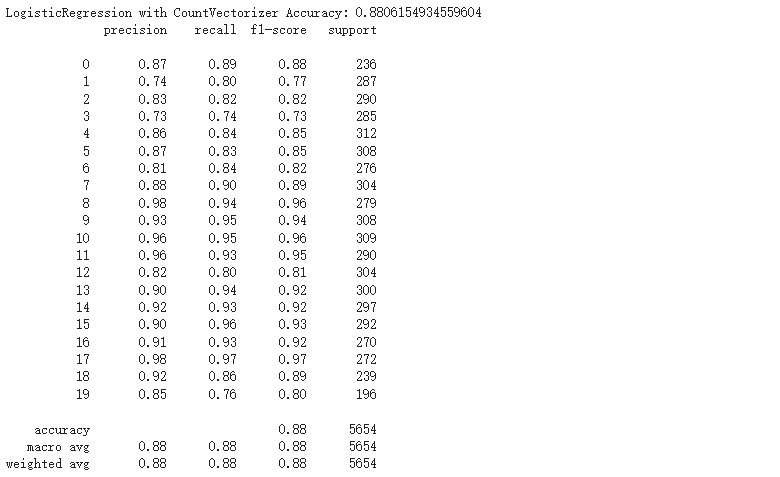 LogisticRegression with CountVectorizer Accuracy: 0.8806154934559604
precision recall f1-score support
0 0.87 0.89 0.88 236
1 0.74 0.80 0.77 287
2 0.83 0.82 0.82 290
3 0.73 0.74 0.73 285
4 0.86 0.84 0.85 312
5 0.87 0.83 0.85 308
6 0.81 0.84 0.82 276
7 0.88 0.90 0.89 304
8 0.98 0.94 0.96 279
9 0.93 0.95 0.94 308
10 0.96 0.95 0.96 309
11 0.96 0.93 0.95 290
12 0.82 0.80 0.81 304
13 0.90 0.94 0.92 300
14 0.92 0.93 0.92 297
15 0.90 0.96 0.93 292
16 0.91 0.93 0.92 270
17 0.98 0.97 0.97 272
18 0.92 0.86 0.89 239
19 0.85 0.76 0.80 196
accuracy 0.88 5654
macro avg 0.88 0.88 0.88 5654
weighted avg 0.88 0.88 0.88 5654